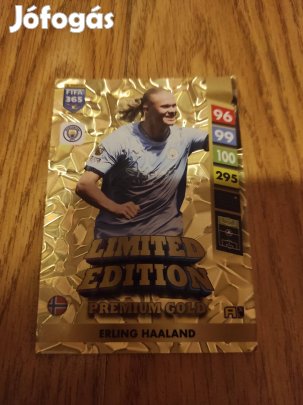 Jófogás
FIFA
365
96
99
100
295
LIMITED
EDITION
PREMIUM GOLD
ERLING HAALAND